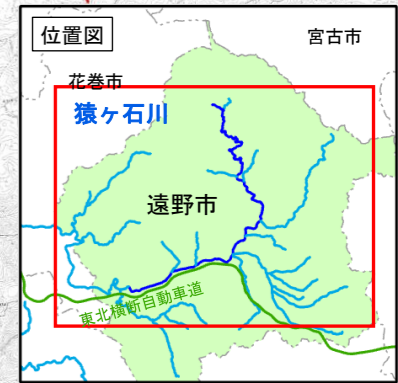 位置図
宮古市
花巻市
猿ヶ石川
遠野市
東北横断自動車道